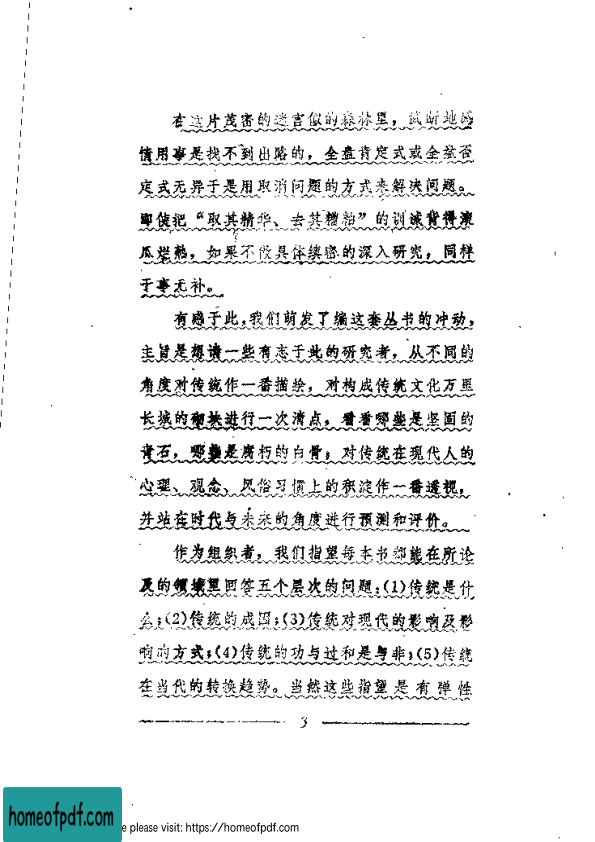 在这片茂密的迷宫似的森林里，武断地感
情用事是找不到出路的，全盘肯定式或全盘否
定式无异于是用取消问题的方式来解决问题。
即使把“取其精华、去其糟粕”的训诫背得滚
瓜烂熟，如果不做具体缜密的深入研究，同样
于事无补。
有感于此，我们萌发了编这套丛书的冲动，
主旨是想请一些有志于此的研究者，从不同的
角度对传统作一番描绘，对构成传统文化万里
长城的砌块进行一次清点，看看哪些是坚固的
青石，哪些是腐朽的白骨；对传统在现代人的
心理、观念、风俗习惯上的积淀作一番透视，
并站在时代与未来的角度进行预测和评价。
作为组织者，我们指望每本书都能在所论
及的领域里回答五个层次的问题：(1)传统是什
么；(2)传统的成因；(3)传统对现代的影响及影
响的方式；(4)传统的功与过和是与非；(5)传统
在当代的转换趋势。当然这些指望是有弹性
3
homeofpdf.com
e please visit: https://homeofpdf.com